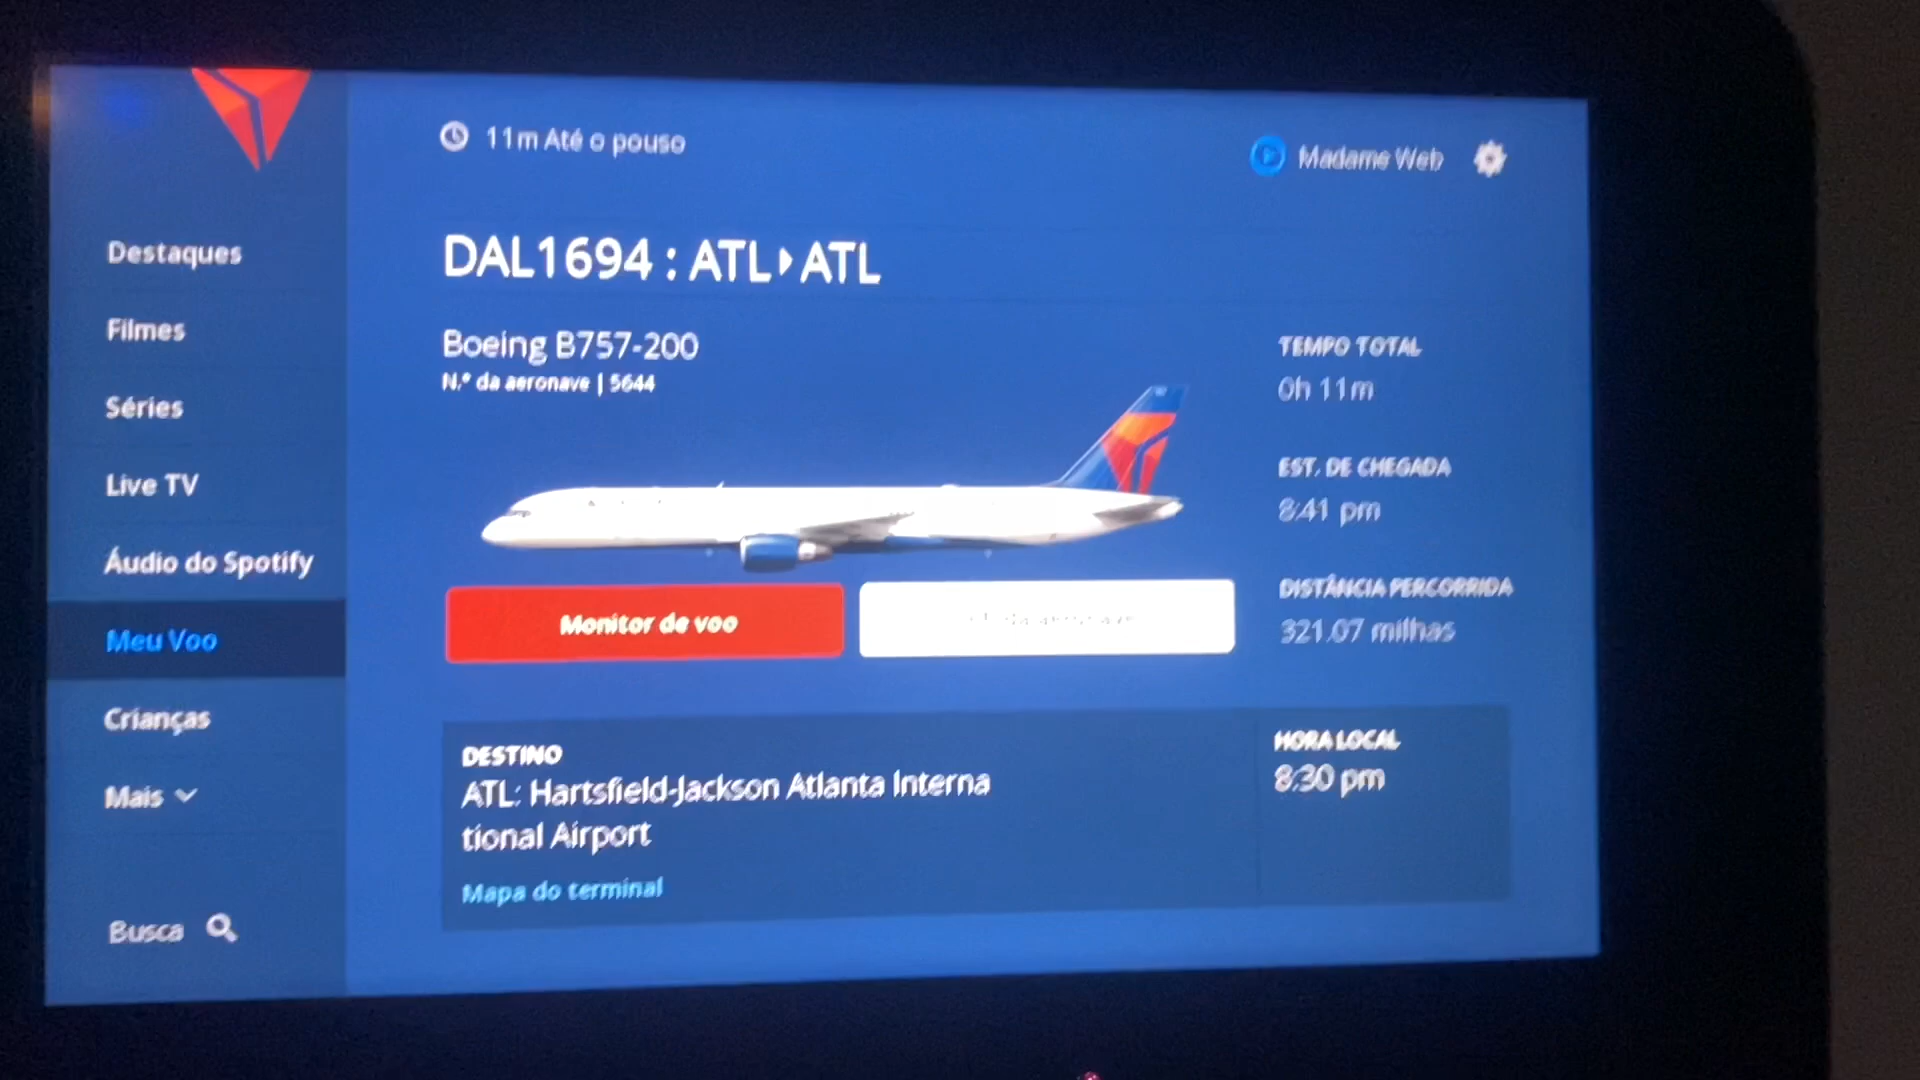 11m Até o pouso
Madame Web
DAL1694 : ATL▸ATL
Boeing B757-200
N.º da aeronave | 5644
TEMPO TOTAL
0h 11m
EST. DE CHEGADA
8:41 pm
DISTÂNCIA PERCORRIDA
321.07 milhas
Destaques
Filmes
Séries
Live TV
Áudio do Spotify
Meu Voo
Crianças
Mais
Busca
Monitor de voo
DESTINO
ATL: Hartsfield-Jackson Atlanta Interna
tional Airport
Mapa do terminal
HORA LOCAL
8:30 pm